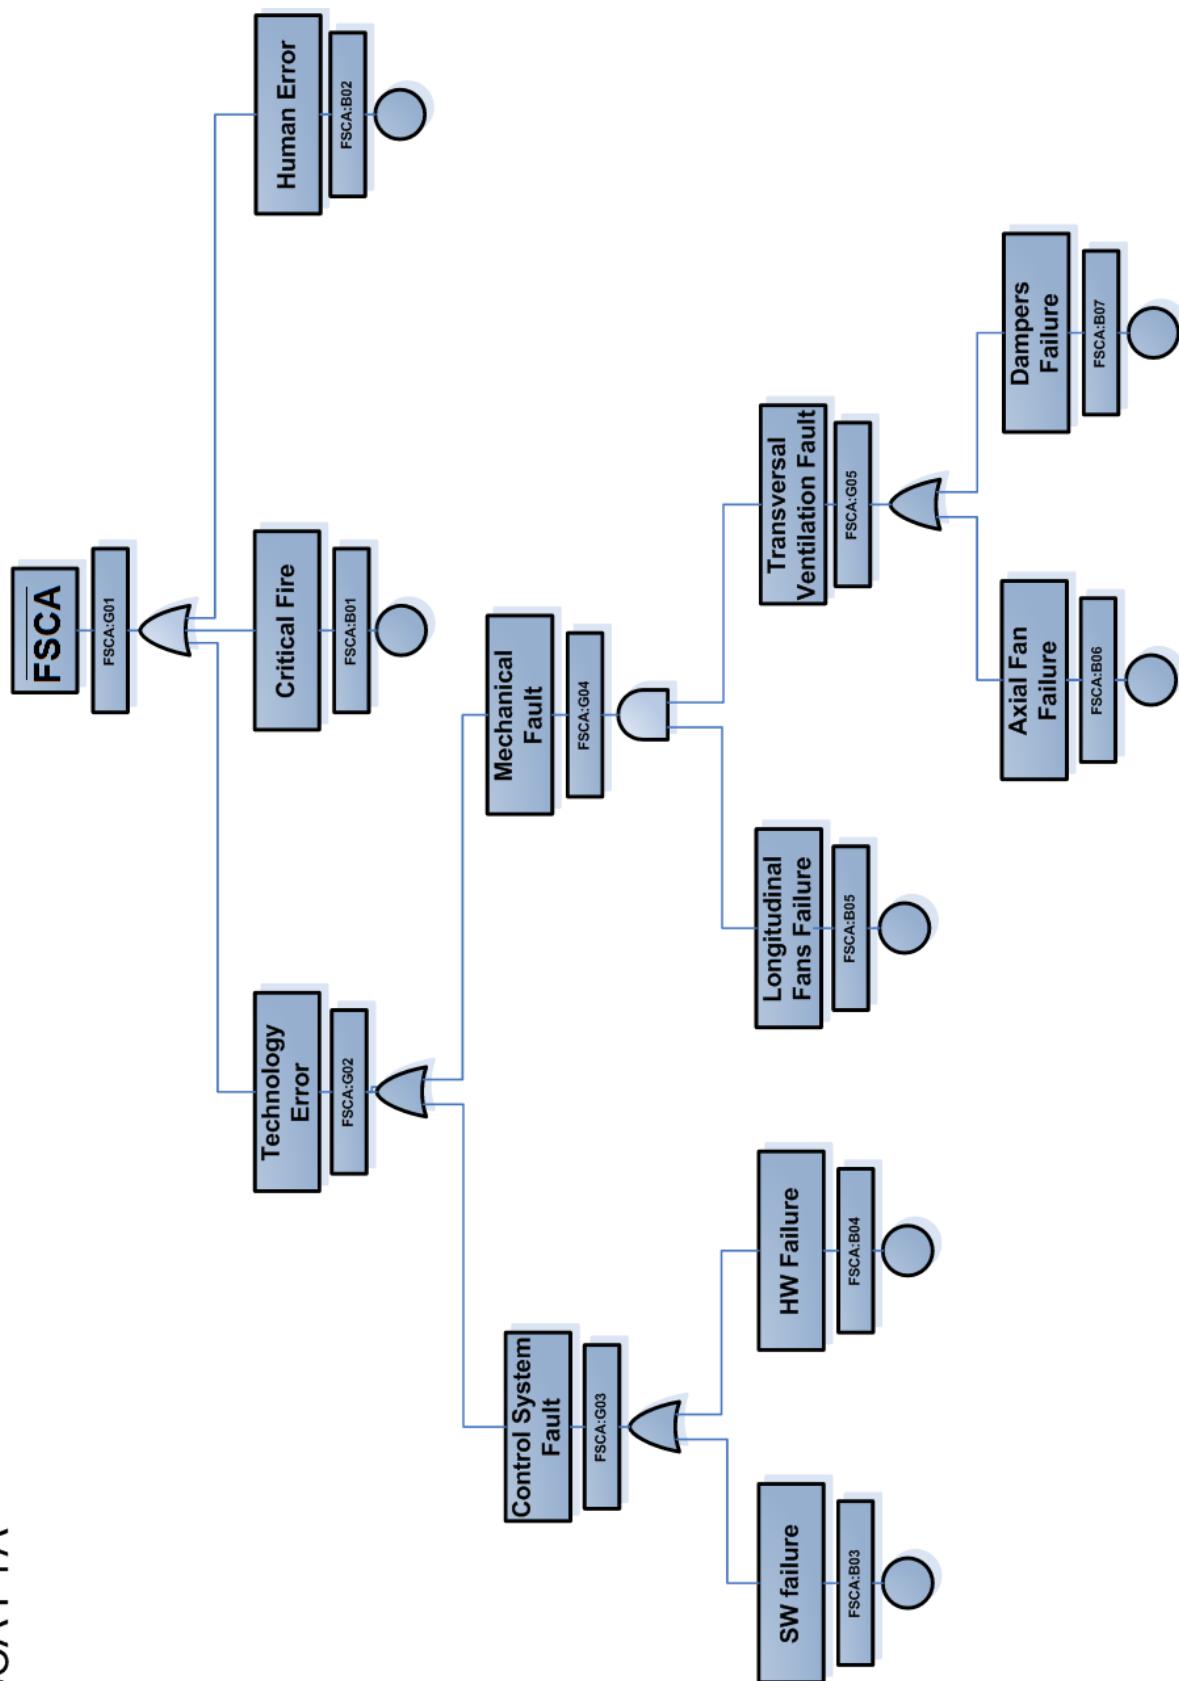 FSCA
FSCA:G01
Technology
Error
FSCA:G02
Critical Fire
FSCA:B01
Human Error
FSCA:B02
Control System
Fault
FSCA:G03
Mechanical
Fault
FSCA:G04
SW failure
FSCA:B03
HW Failure
FSCA:B04
Longitudinal
Fans Failure
FSCA:B05
Transversal
Ventilation Fault
FSCA:G05
Axial Fan
Failure
FSCA:B06
Dampers
Failure
FSCA:B07